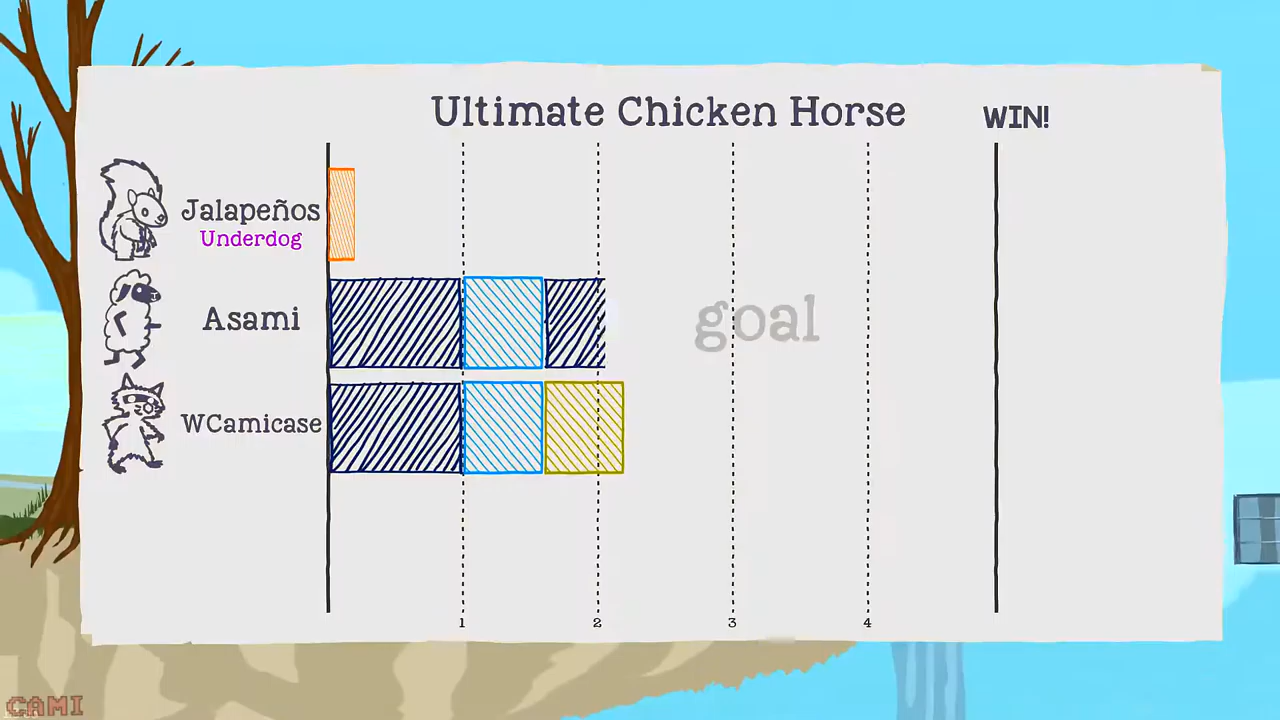 Ultimate Chicken Horse
WIN!
Jalapeños
Underdog
Asami
goal
WCamicase
1 2 3 4
CAMI